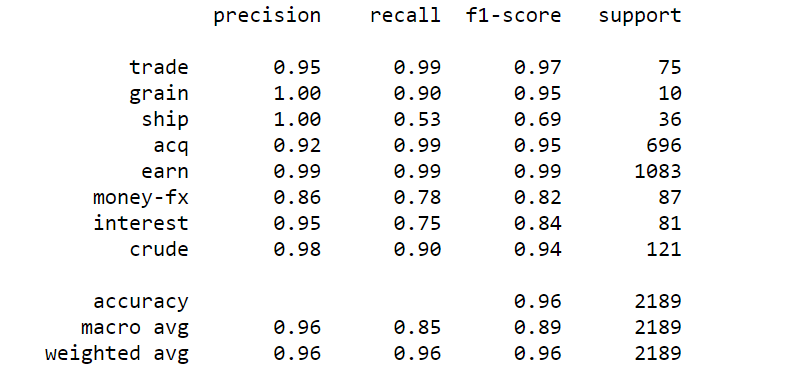 precision recall f1-score support
trade 0.95 0.99 0.97 75
grain 1.00 0.90 0.95 10
ship 1.00 0.53 0.69 36
acq 0.92 0.99 0.95 696
earn 0.99 0.99 0.99 1083
money-fx 0.86 0.78 0.82 87
interest 0.95 0.75 0.84 81
crude 0.98 0.90 0.94 121
accuracy 0.96 2189
macro avg 0.96 0.85 0.89 2189
weighted avg 0.96 0.96 0.96 2189